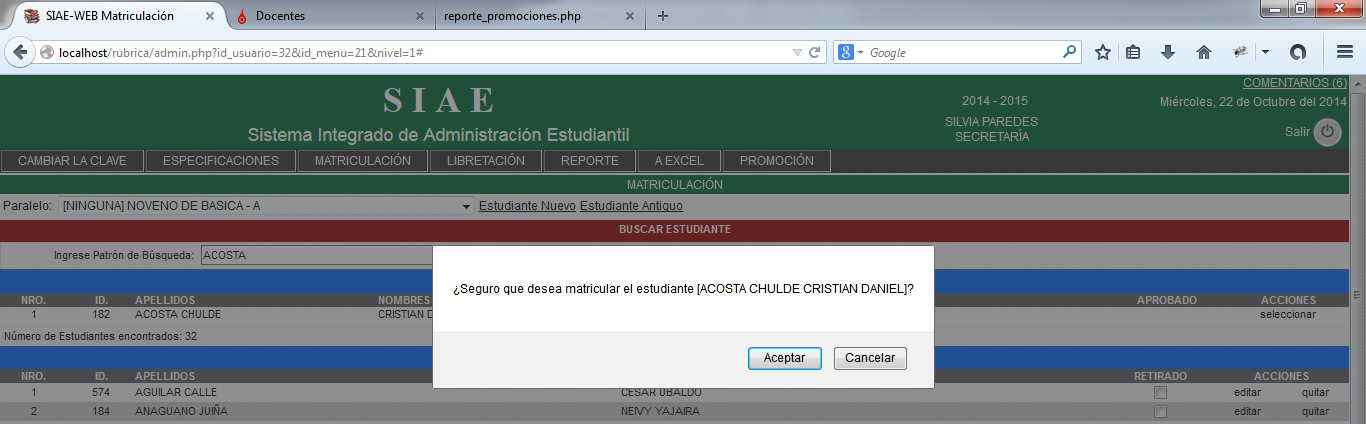 SIAE-WEB Matriculación
Docentes
reporte_promociones.php
localhost/rubrica/admin.php?id_usuario=32&id_menu=21&nivel=1#
Google
COMENTARIOS (6)
S I A E
2014 - 2015
Miércoles, 22 de Octubre del 2014
Sistema Integrado de Administración Estudiantil
SILVIA PAREDES
SECRETARÍA
Salir
CAMBIAR LA CLAVE ESPECIFICACIONES MATRICULACIÓN LIBRETACIÓN REPORTE A EXCEL PROMOCIÓN
MATRICULACIÓN
Paralelo: [NINGUNA] NOVENO DE BASICA - A Estudiante Nuevo Estudiante Antiguo
BUSCAR ESTUDIANTE
Ingrese Patrón de Búsqueda: ACOSTA
¿Seguro que desea matricular el estudiante [ACOSTA CHULDE CRISTIAN DANIEL]?
Aceptar Cancelar
NRO. ID. APELLIDOS NOMBRES APROBADO ACCIONES
1 182 ACOSTA CHULDE CRISTIAN D seleccionar
Número de Estudiantes encontrados: 32
NRO. ID. APELLIDOS RETIRADO ACCIONES
1 574 AGUILAR CALLE CESAR UBALDO editar quitar
2 184 ANAGUANO JUIÑA NEIVY YAJAIRA editar quitar